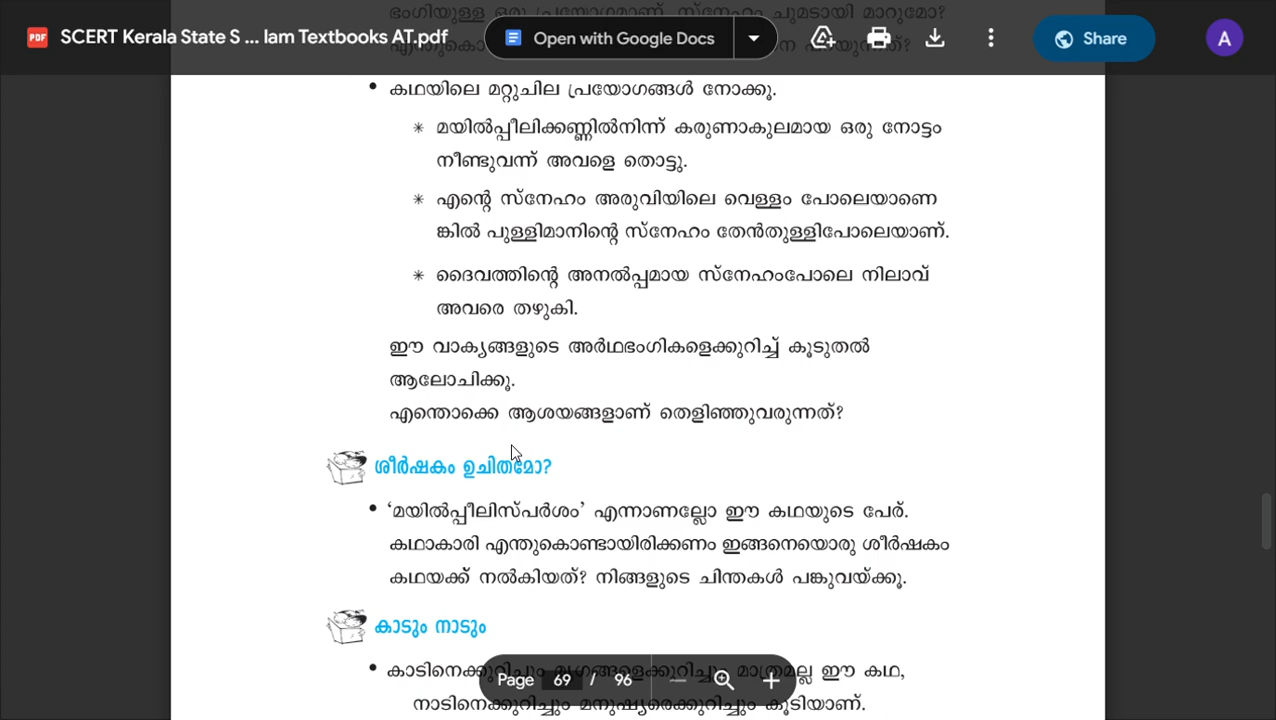 ഭംഗിയുള്ള ഒരു പ്രയോഗമാണ്. സ്നേഹം ചുമടായി മാറുമോ?
SCERT Kerala State S ... lam Textbooks AT.pdf
Open with Google Docs
Share
A
കഥയിലെ മറ്റുചില പ്രയോഗങ്ങൾ നോക്കൂ.
മയിൽപ്പീലിക്കണ്ണിൽനിന്ന് കരുണാകുലമായ ഒരു നോട്ടം
നീണ്ടുവന്ന് അവളെ തൊട്ടു.
എന്റെ സ്നേഹം അരുവിയിലെ വെള്ളം പോലെയാണെ
ങ്കിൽ പുള്ളിമാനിന്റെ സ്നേഹം തേൻതുള്ളിപോലെയാണ്.
ദൈവത്തിന്റെ അനൽപ്പമായ സ്നേഹംപോലെ നിലാവ്
അവരെ തഴുകി.
ഈ വാക്യങ്ങളുടെ അർഥഭംഗികളെക്കുറിച്ച് കൂടുതൽ
ആലോചിക്കൂ.
എന്തൊക്കെ ആശയങ്ങളാണ് തെളിഞ്ഞുവരുന്നത്?
ശീർഷകം ഉചിതമോ?
‘മയിൽപ്പീലിസ്പർശം’ എന്നാണല്ലോ ഈ കഥയുടെ പേര്.
കഥാകാരി എന്തുകൊണ്ടായിരിക്കണം ഇങ്ങനെയൊരു ശീർഷകം
കഥയക്ക് നൽകിയത്? നിങ്ങളുടെ ചിന്തകൾ പങ്കുവയ്ക്കൂ.
കാടും നാടും
കാടിനെക്കുറിച്ചും മൃഗങ്ങളെക്കുറിച്ചും മാത്രമല്ല ഈ കഥ,
Page 69 / 96
നാടിനെക്കുറിച്ചും മനുഷ്യരെക്കുറിച്ചും കൂടിയാണ്.